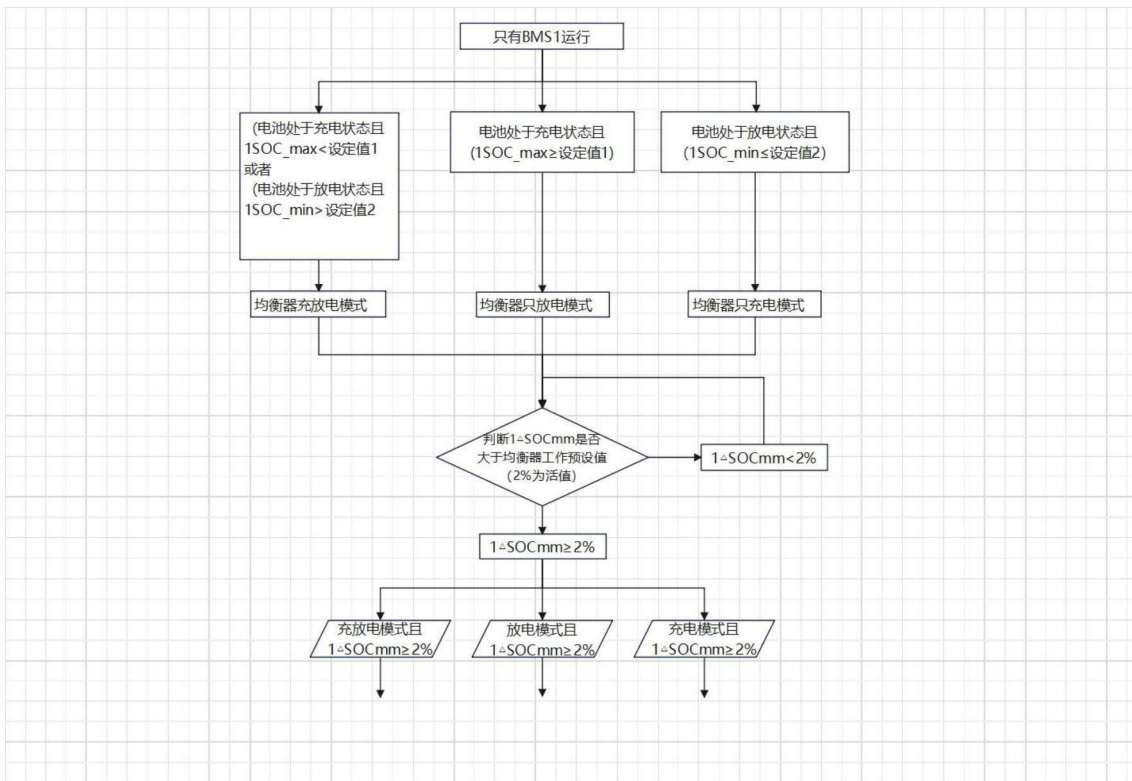 只有BMS1运行
(电池处于充电状态且
1SOC_max<设定值1
或者
(电池处于放电状态且
1SOC_min>设定值2
电池处于充电状态且
(1SOC_max≥设定值1)
电池处于放电状态且
(1SOC_min≤设定值2)
均衡器充放电模式
均衡器只放电模式
均衡器只充电模式
判断1△SOCmm是否
大于均衡器工作预设值
(2%为活值)
1△SOCmm<2%
1△SOCmm≥2%
充放电模式且
1△SOCmm≥2%
放电模式且
1△SOCmm≥2%
充电模式且
1△SOCmm≥2%